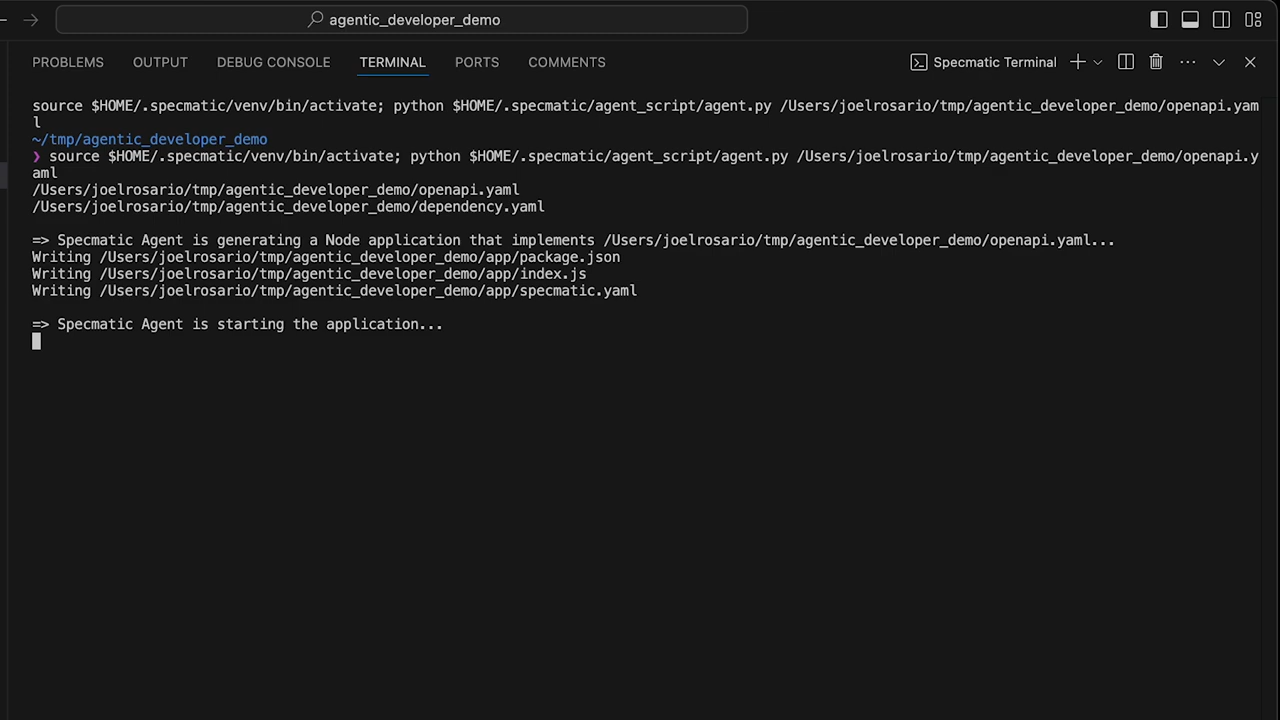 agentic_developer_demo
PROBLEMS OUTPUT DEBUG CONSOLE TERMINAL PORTS COMMENTS Specmatic Terminal
source $HOME/.specmatic/venv/bin/activate; python $HOME/.specmatic/agent_script/agent.py /Users/joelrosario/tmp/agentic_developer_demo/openapi.yam
l
~/tmp/agentic_developer_demo
❯ source $HOME/.specmatic/venv/bin/activate; python $HOME/.specmatic/agent_script/agent.py /Users/joelrosario/tmp/agentic_developer_demo/openapi.y
aml
/Users/joelrosario/tmp/agentic_developer_demo/openapi.yaml
/Users/joelrosario/tmp/agentic_developer_demo/dependency.yaml
=> Specmatic Agent is generating a Node application that implements /Users/joelrosario/tmp/agentic_developer_demo/openapi.yaml...
Writing /Users/joelrosario/tmp/agentic_developer_demo/app/package.json
Writing /Users/joelrosario/tmp/agentic_developer_demo/app/index.js
Writing /Users/joelrosario/tmp/agentic_developer_demo/app/specmatic.yaml
=> Specmatic Agent is starting the application...